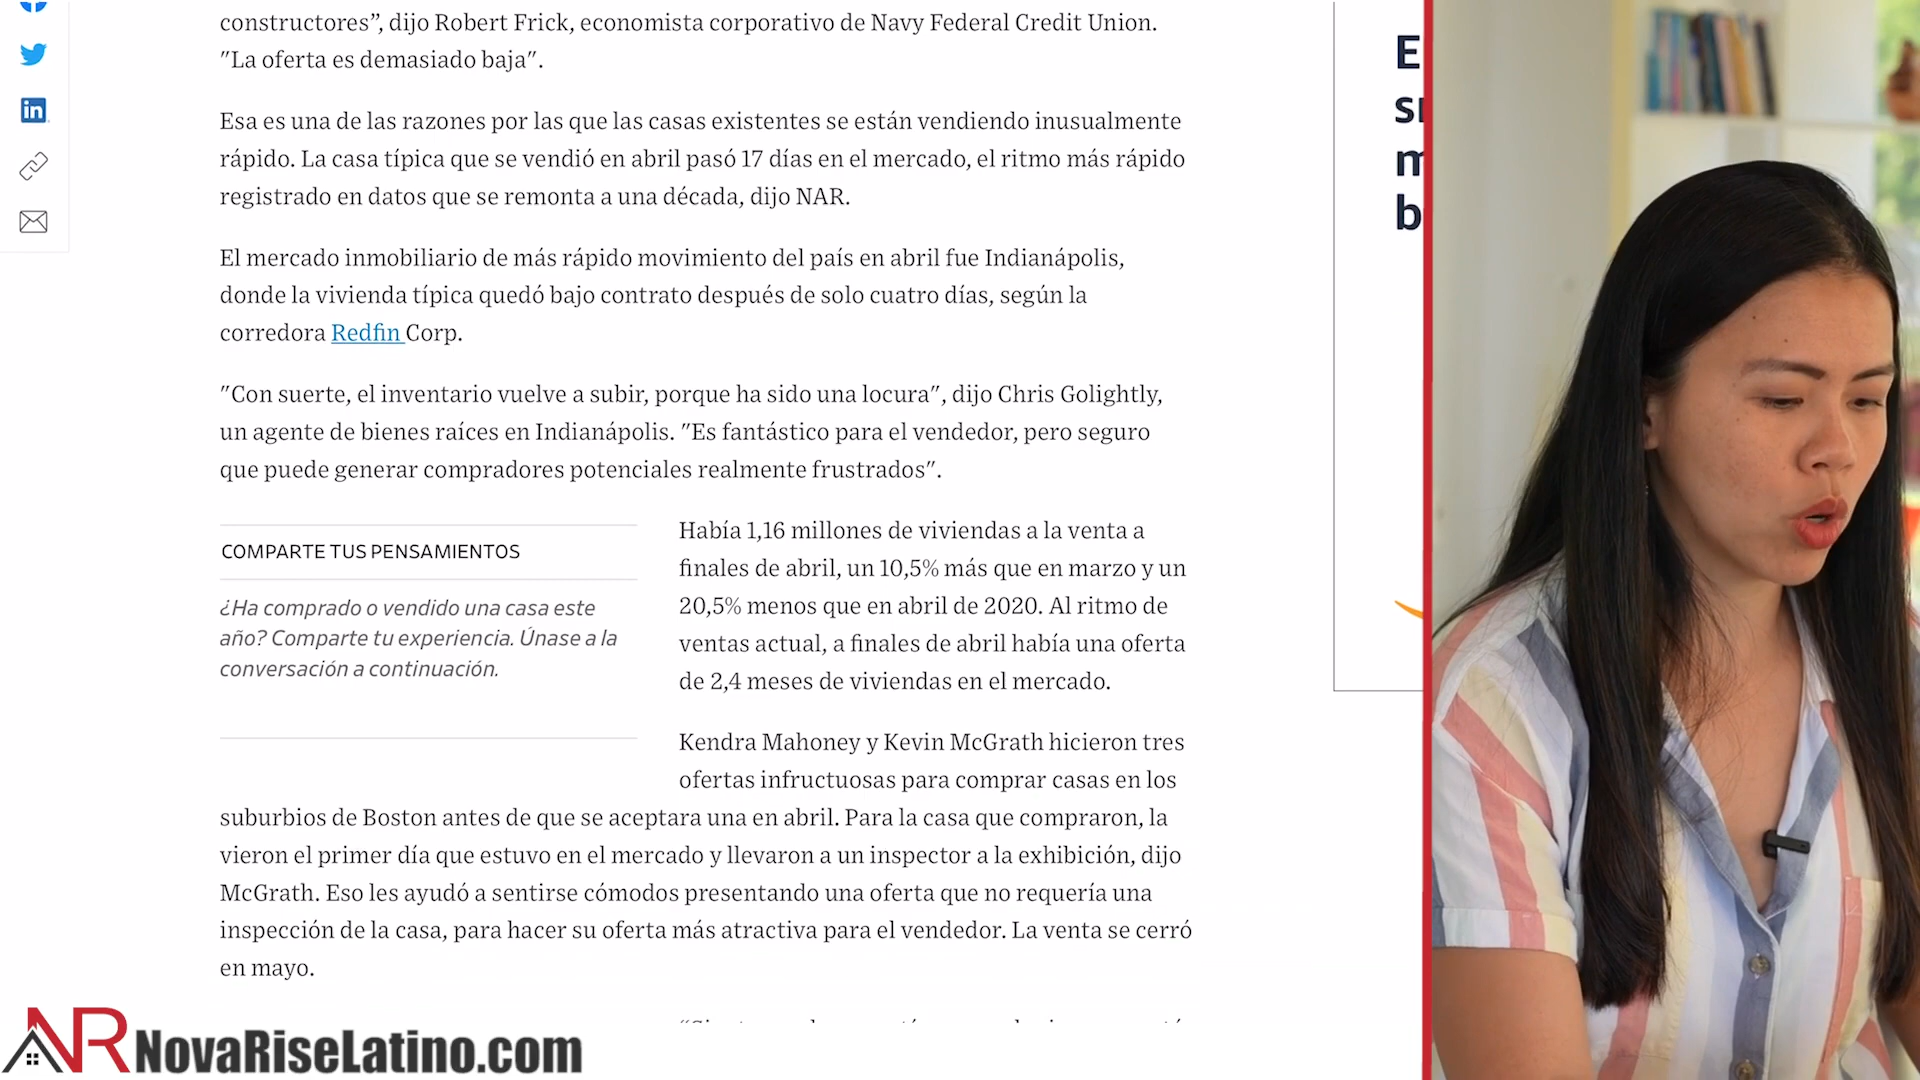 constructores”, dijo Robert Frick, economista corporativo de Navy Federal Credit Union.
"La oferta es demasiado baja".
Esa es una de las razones por las que las casas existentes se están vendiendo inusualmente
rápido. La casa típica que se vendió en abril pasó 17 días en el mercado, el ritmo más rápido
registrado en datos que se remonta a una década, dijo NAR.
El mercado inmobiliario de más rápido movimiento del país en abril fue Indianápolis,
donde la vivienda típica quedó bajo contrato después de solo cuatro días, según la
corredora Redfin Corp.
"Con suerte, el inventario vuelve a subir, porque ha sido una locura", dijo Chris Golightly,
un agente de bienes raíces en Indianápolis. "Es fantástico para el vendedor, pero seguro
que puede generar compradores potenciales realmente frustrados".
COMPARTE TUS PENSAMIENTOS
¿Ha comprado o vendido una casa este
año? Comparte tu experiencia. Únase a la
conversación a continuación.
Había 1,16 millones de viviendas a la venta a
finales de abril, un 10,5% más que en marzo y un
20,5% menos que en abril de 2020. Al ritmo de
ventas actual, a finales de abril había una oferta
de 2,4 meses de viviendas en el mercado.
Kendra Mahoney y Kevin McGrath hicieron tres
ofertas infructuosas para comprar casas en los
suburbios de Boston antes de que se aceptara una en abril. Para la casa que compraron, la
vieron el primer día que estuvo en el mercado y llevaron a un inspector a la exhibición, dijo
McGrath. Eso les ayudó a sentirse cómodos presentando una oferta que no requería una
inspección de la casa, para hacer su oferta más atractiva para el vendedor. La venta se cerró
en mayo.
NR NovaRiseLatino.com
in